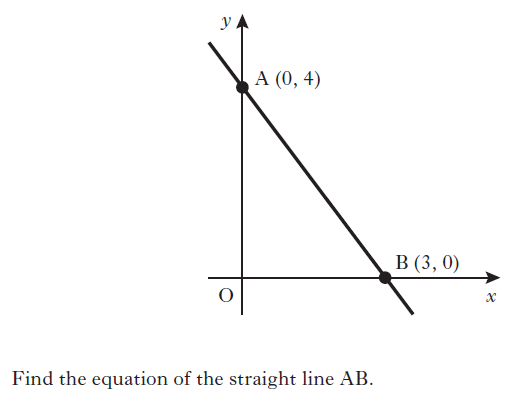 y
A (0, 4)
B (3, 0)
O
x
Find the equation of the straight line AB.